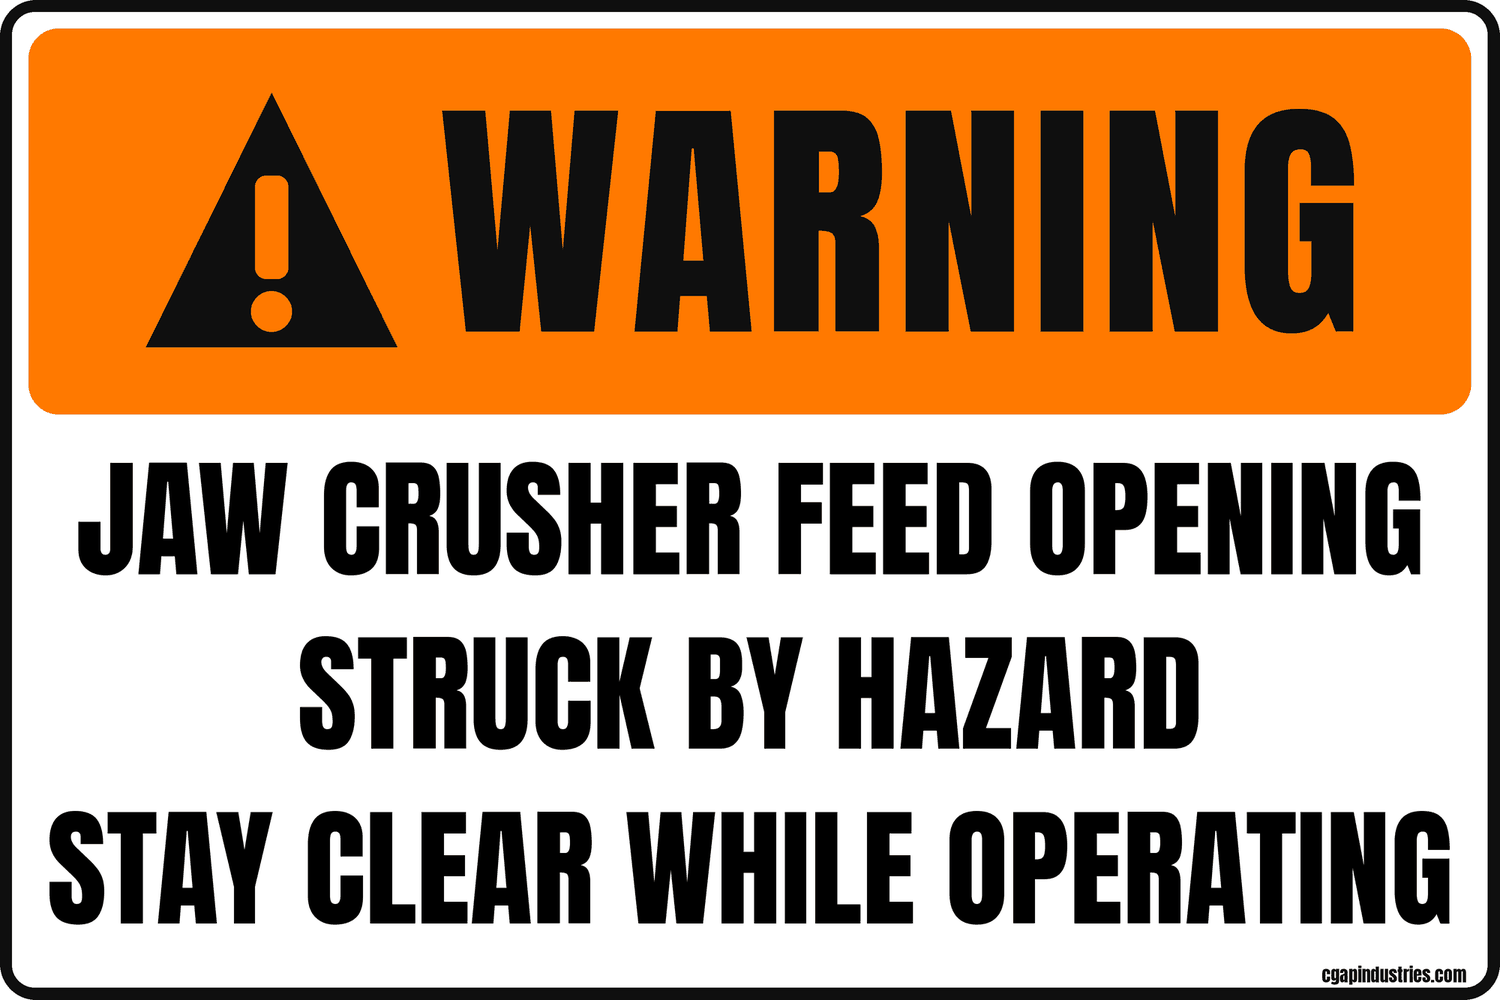 WARNING
JAW CRUSHER FEED OPENING
STRUCK BY HAZARD
STAY CLEAR WHILE OPERATING
cgapindustries.com